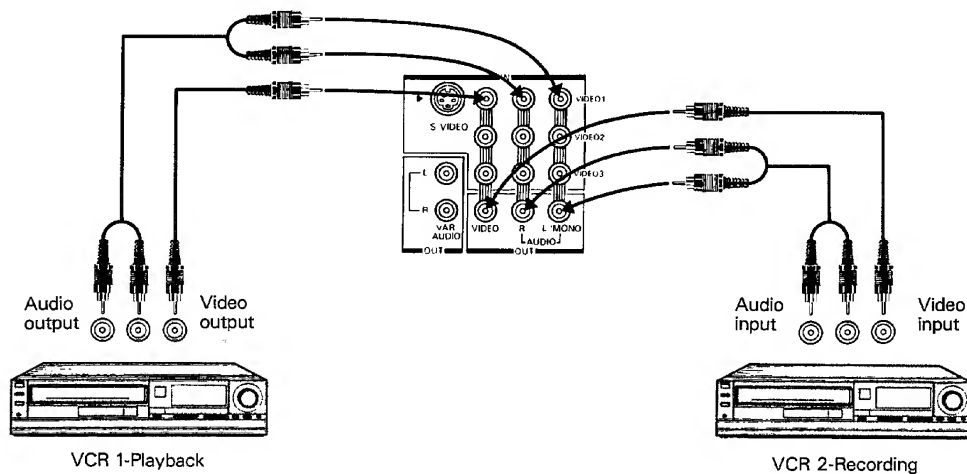 IN
VIDEO1
S VIDEO
VIDEO2
VIDEO3
L
R
VAR
AUDIO
OUT
VIDEO
R
L/MONO
AUDIO
OUT
Audio
output
Video
output
Audio
input
Video
input
VCR 1-Playback
VCR 2-Recording